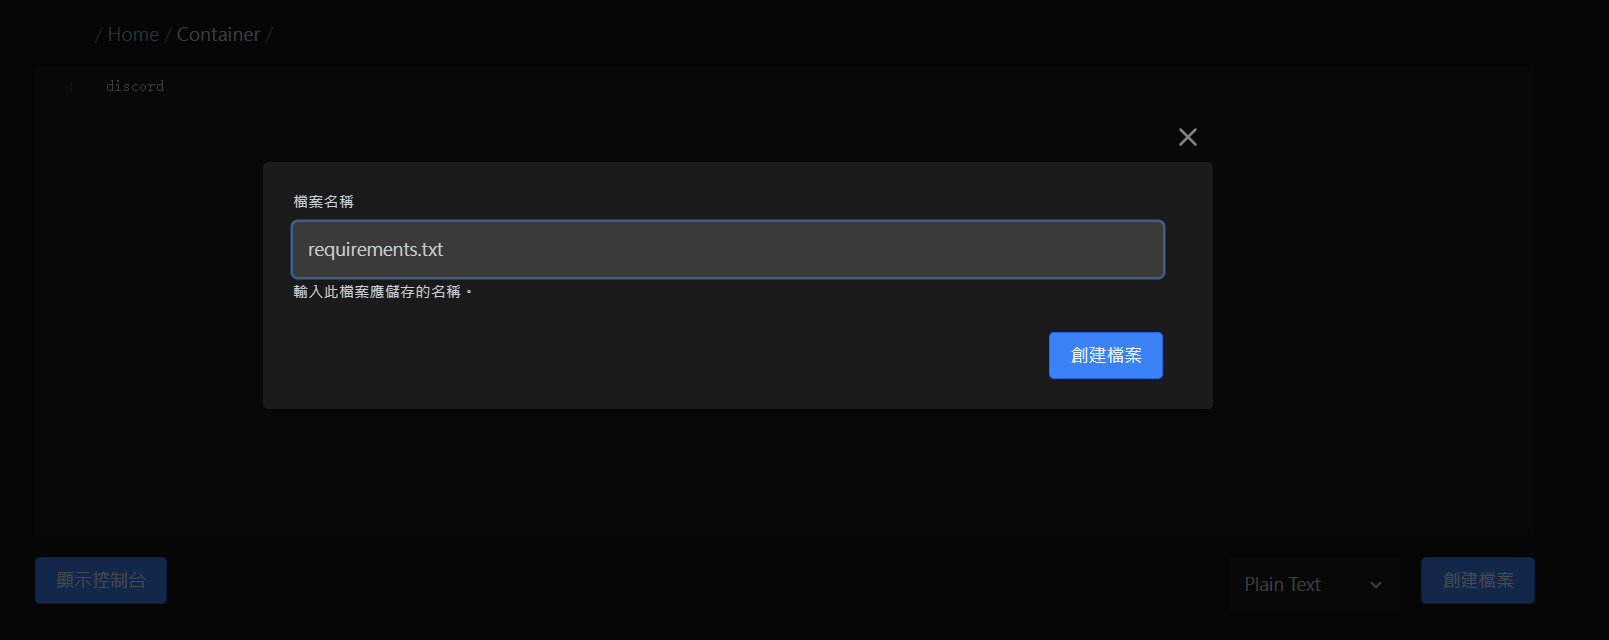 / Home / Container /
1 discord
檔案名稱
requirements.txt
輸入此檔案應儲存的名稱。
創建檔案
顯示控制台
Plain Text
創建檔案